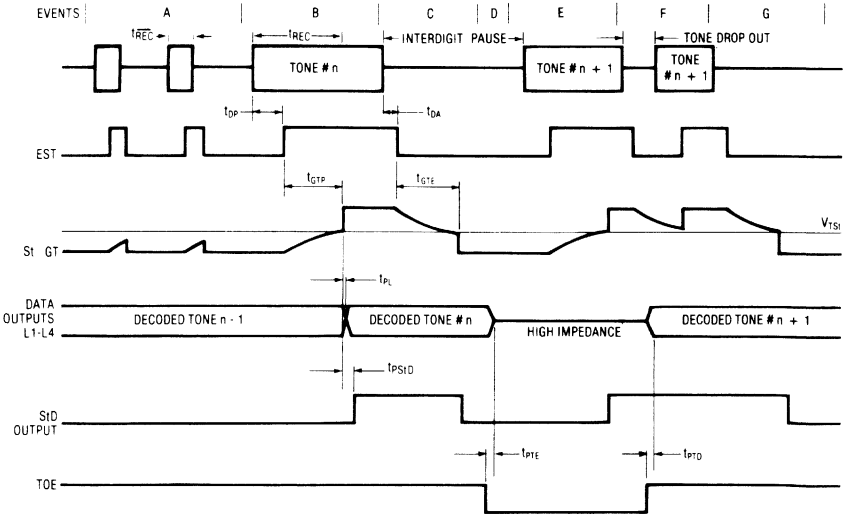 EVENTS A B C D E F G
tREC tREC INTERDIGIT PAUSE TONE DROP OUT
TONE # n TONE # n + 1 TONE # n + 1
tDP tDA
EST
tGTP tGTE
VTSt
St GT
tPL
DATA OUTPUTS L1-L4
DECODED TONE n - 1 DECODED TONE # n HIGH IMPEDANCE DECODED TONE # n + 1
tPStD
StD OUTPUT
tPTE tPTD
TOE